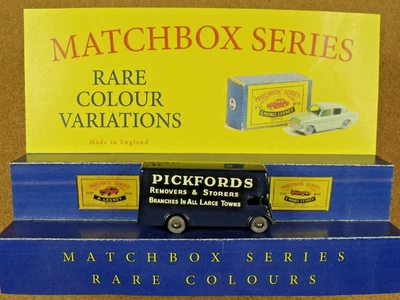 MATCHBOX SERIES
RARE
COLOUR
VARIATIONS
Made in England
PICKFORDS
REMOVERS & STORERS
BRANCHES IN ALL LARGE TOWNS
MATCHBOX SERIES
RARE COLOURS